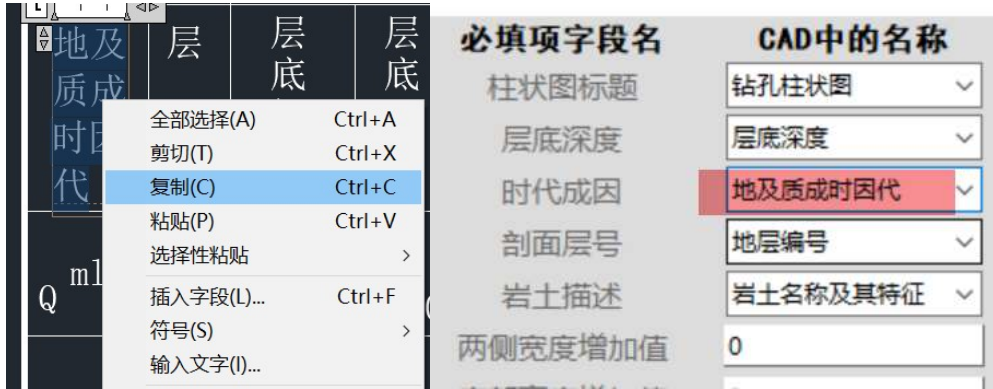 L
地及
质成
时因
代
层
层
底
层
底
Q ml
全部选择(A) Ctrl+A
剪切(T) Ctrl+X
复制(C) Ctrl+C
粘贴(P) Ctrl+V
选择性粘贴 >
插入字段(L)... Ctrl+F
符号(S) >
输入文字(I)...
必填项字段名 CAD中的名称
柱状图标题 钻孔柱状图
层底深度 层底深度
时代成因 地及质成时因代
剖面层号 地层编号
岩土描述 岩土名称及其特征
两侧宽度增加值 0